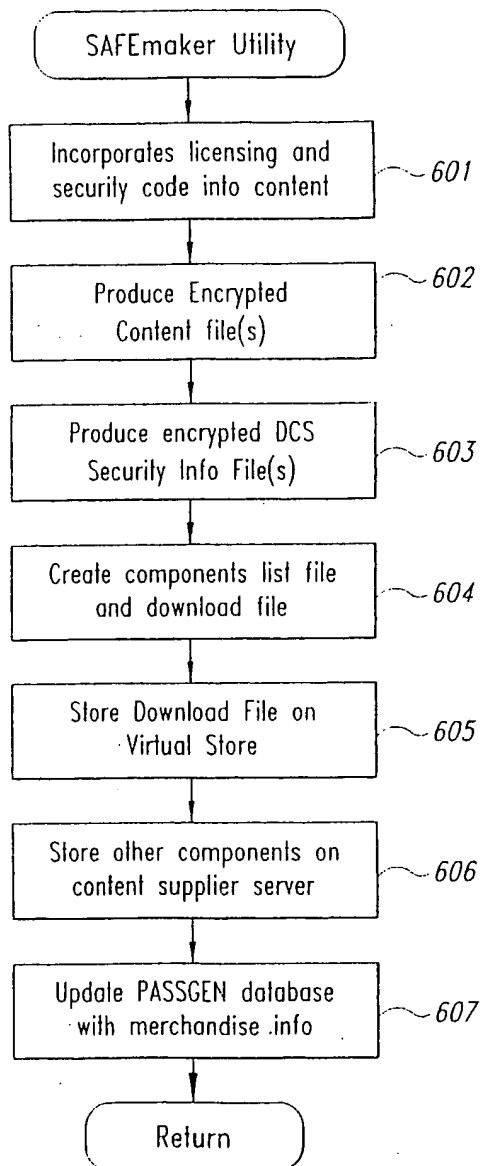 SAFEmaker Utility
Incorporates licensing and
security code into content
601
Produce Encrypted
Content file(s)
602
Produce encrypted DCS
Security Info File(s)
603
Create components list file
and download file
604
Store Download File on
Virtual Store
605
Store other components on
content supplier server
606
Update PASSGEN database
with merchandise info
607
Return